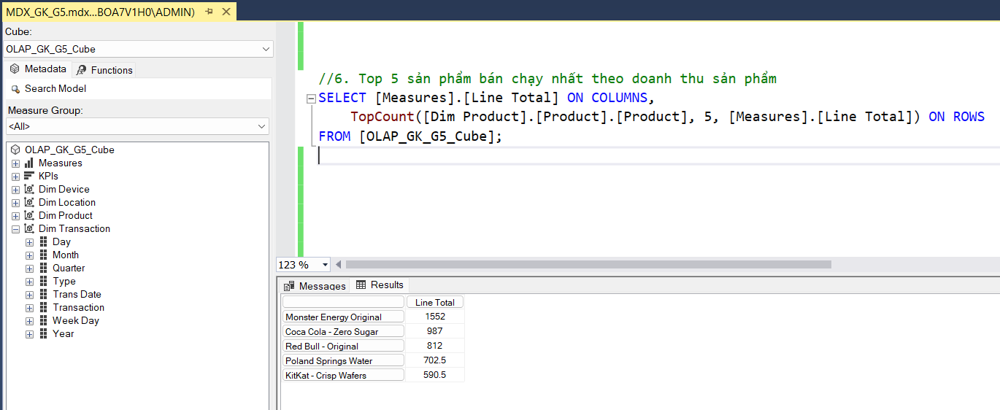 MDX_GK_G5.mdx...BOA7V1H0\ADMIN)
Cube:
OLAP_GK_G5_Cube
Metadata
Functions
Search Model
Measure Group:
<All>
OLAP_GK_G5_Cube
Measures
KPIs
Dim Device
Dim Location
Dim Product
Dim Transaction
Day
Month
Quarter
Type
Trans Date
Transaction
Week Day
Year
//6. Top 5 sản phẩm bán chạy nhất theo doanh thu sản phẩm
SELECT [Measures].[Line Total] ON COLUMNS,
TopCount([Dim Product].[Product].[Product], 5, [Measures].[Line Total]) ON ROWS
FROM [OLAP_GK_G5_Cube];
123 %
Messages
Results
Line Total
Monster Energy Original 1552
Coca Cola - Zero Sugar 987
Red Bull - Original 812
Poland Springs Water 702.5
KitKat - Crisp Wafers 590.5